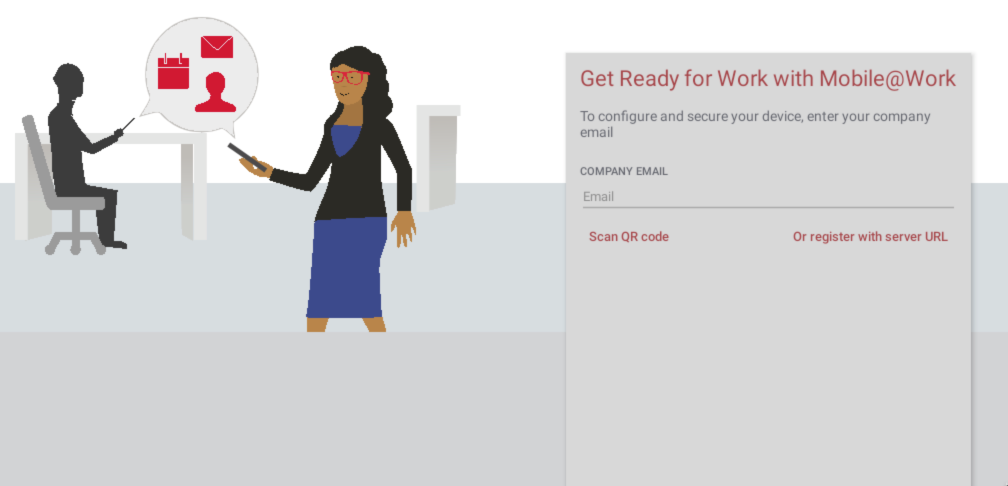 Get Ready for Work with Mobile@Work
To configure and secure your device, enter your company
email
COMPANY EMAIL
Email
Scan QR code
Or register with server URL